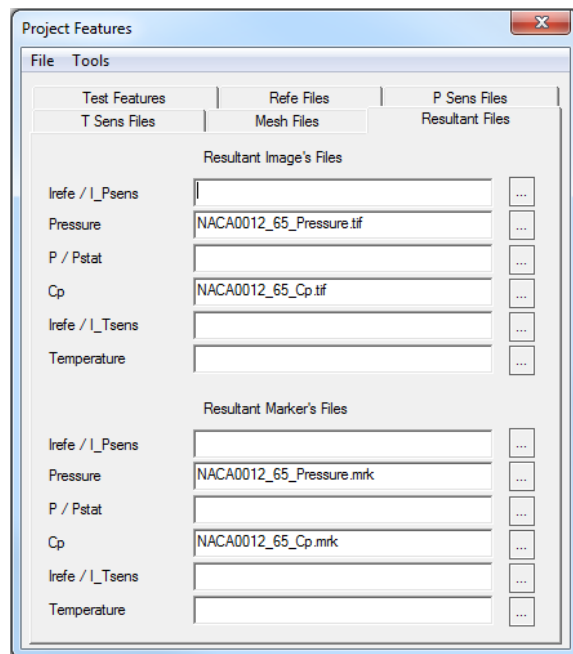 Project Features
File Tools
Test Features Refe Files P Sens Files
T Sens Files Mesh Files Resultant Files
Resultant Image's Files
Irefe / I_Psens ...
Pressure NACA0012_65_Pressure.tif ...
P / Pstat ...
Cp NACA0012_65_Cp.tif ...
Irefe / I_Tsens ...
Temperature ...
Resultant Marker's Files
Irefe / I_Psens ...
Pressure NACA0012_65_Pressure.mrk ...
P / Pstat ...
Cp NACA0012_65_Cp.mrk ...
Irefe / I_Tsens ...
Temperature ...